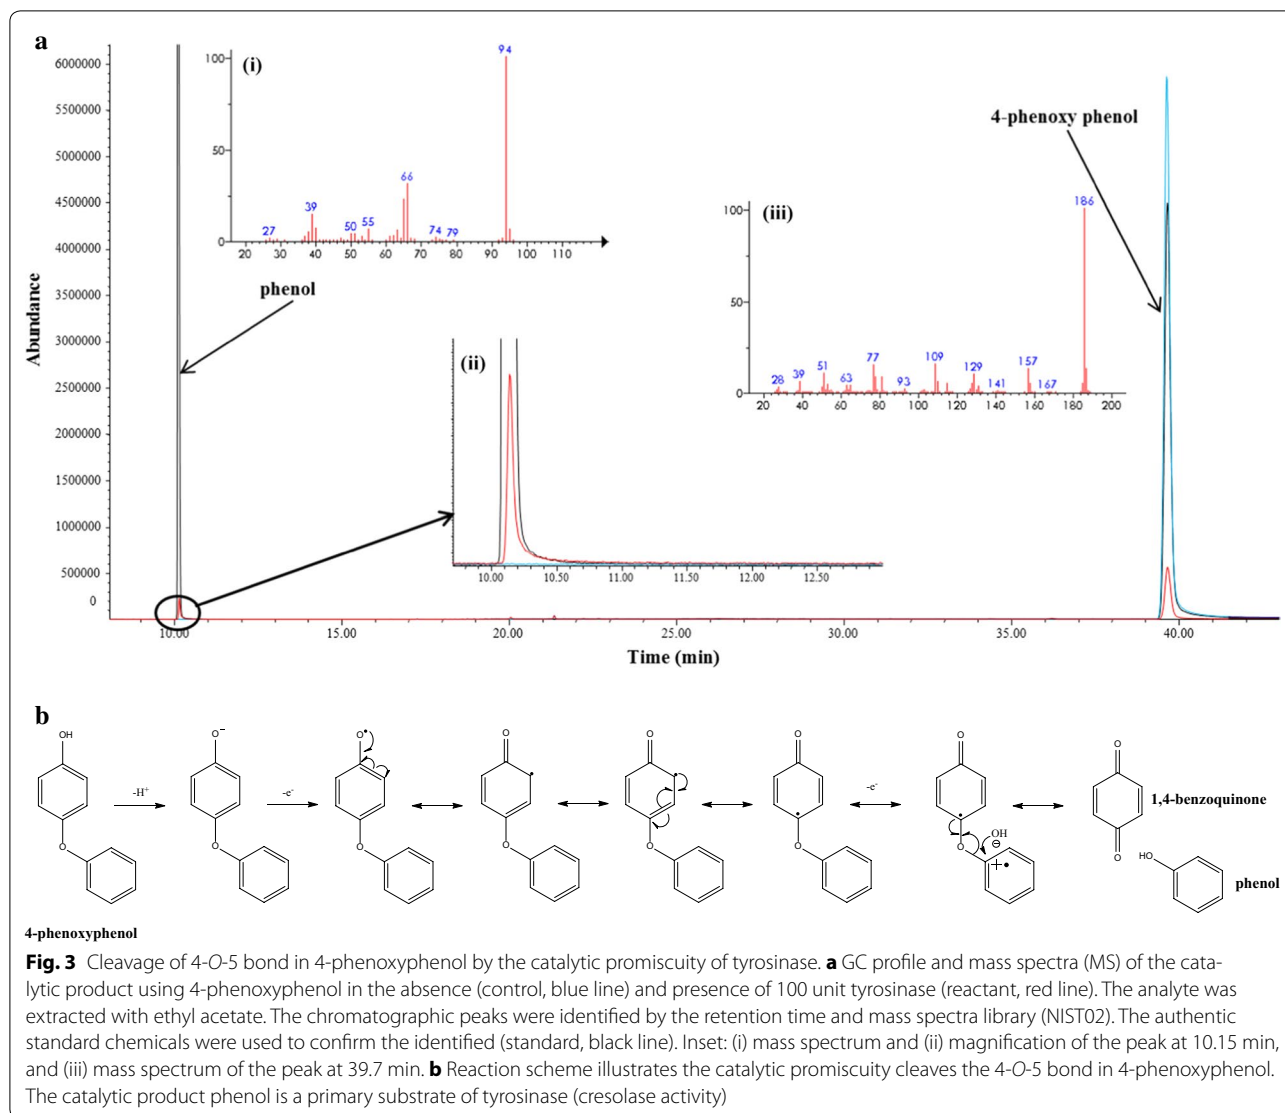 a
(i)
100
50
0
94
66
39
27
50
55
74
79
20 30 40 50 60 70 80 90 100 110
Abundance
6000000
5500000
5000000
4500000
4000000
3500000
3000000
2500000
2000000
1500000
1000000
500000
0
phenol
(ii)
10.00 10.50 11.00 11.50 12.00 12.50
4-phenoxy phenol
(iii)
100
50
0
186
28
39
51
63
77
93
109
129
141
157
167
20 40 60 80 100 120 140 160 180 200
10.00 15.00 20.00 25.00 30.00 35.00 40.00
Time (min)
b
OH
O
-H⁺
O⁻
O
-e⁻
O•
O
O
•
O
O
•
O
O
•
O
-e⁻
O
•
O
OH
⊖
+•
O
O
1,4-benzoquinone
HO
phenol
4-phenoxyphenol
Fig. 3 Cleavage of 4-O-5 bond in 4-phenoxyphenol by the catalytic promiscuity of tyrosinase. a GC profile and mass spectra (MS) of the cata-
lytic product using 4-phenoxyphenol in the absence (control, blue line) and presence of 100 unit tyrosinase (reactant, red line). The analyte was
extracted with ethyl acetate. The chromatographic peaks were identified by the retention time and mass spectra library (NIST02). The authentic
standard chemicals were used to confirm the identified (standard, black line). Inset: (i) mass spectrum and (ii) magnification of the peak at 10.15 min,
and (iii) mass spectrum of the peak at 39.7 min. b Reaction scheme illustrates the catalytic promiscuity cleaves the 4-O-5 bond in 4-phenoxyphenol.
The catalytic product phenol is a primary substrate of tyrosinase (cresolase activity)